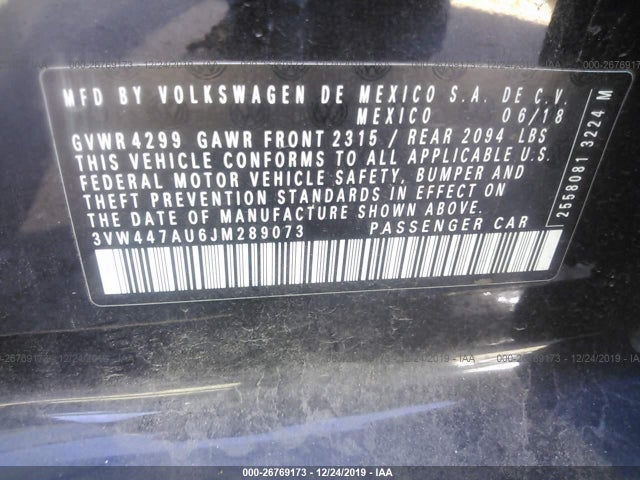 MFD BY VOLKSWAGEN DE MEXICO S.A. DE C.V.
MEXICO 06/18
GVWR 4299 GAWR FRONT 2315 / REAR 2094 LBS
THIS VEHICLE CONFORMS TO ALL APPLICABLE U.S.
FEDERAL MOTOR VEHICLE SAFETY, BUMPER AND
THEFT PREVENTION STANDARDS IN EFFECT ON
THE DATE OF MANUFACTURE SHOWN ABOVE.
3VW447AU6JM289073 PASSENGER CAR
2558081 3224 M
000-26769173 - 12/24/2019 - IAA